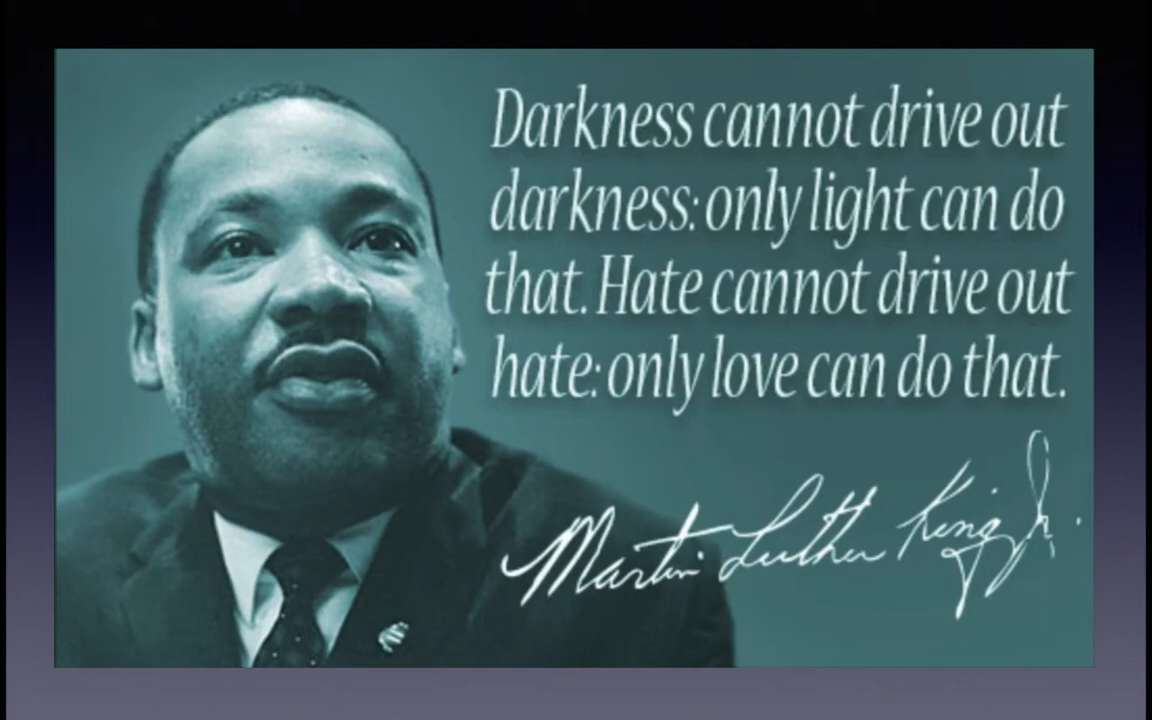 Darkness cannot drive out
darkness: only light can do
that. Hate cannot drive out
hate: only love can do that.
Martin Luther King Jr.